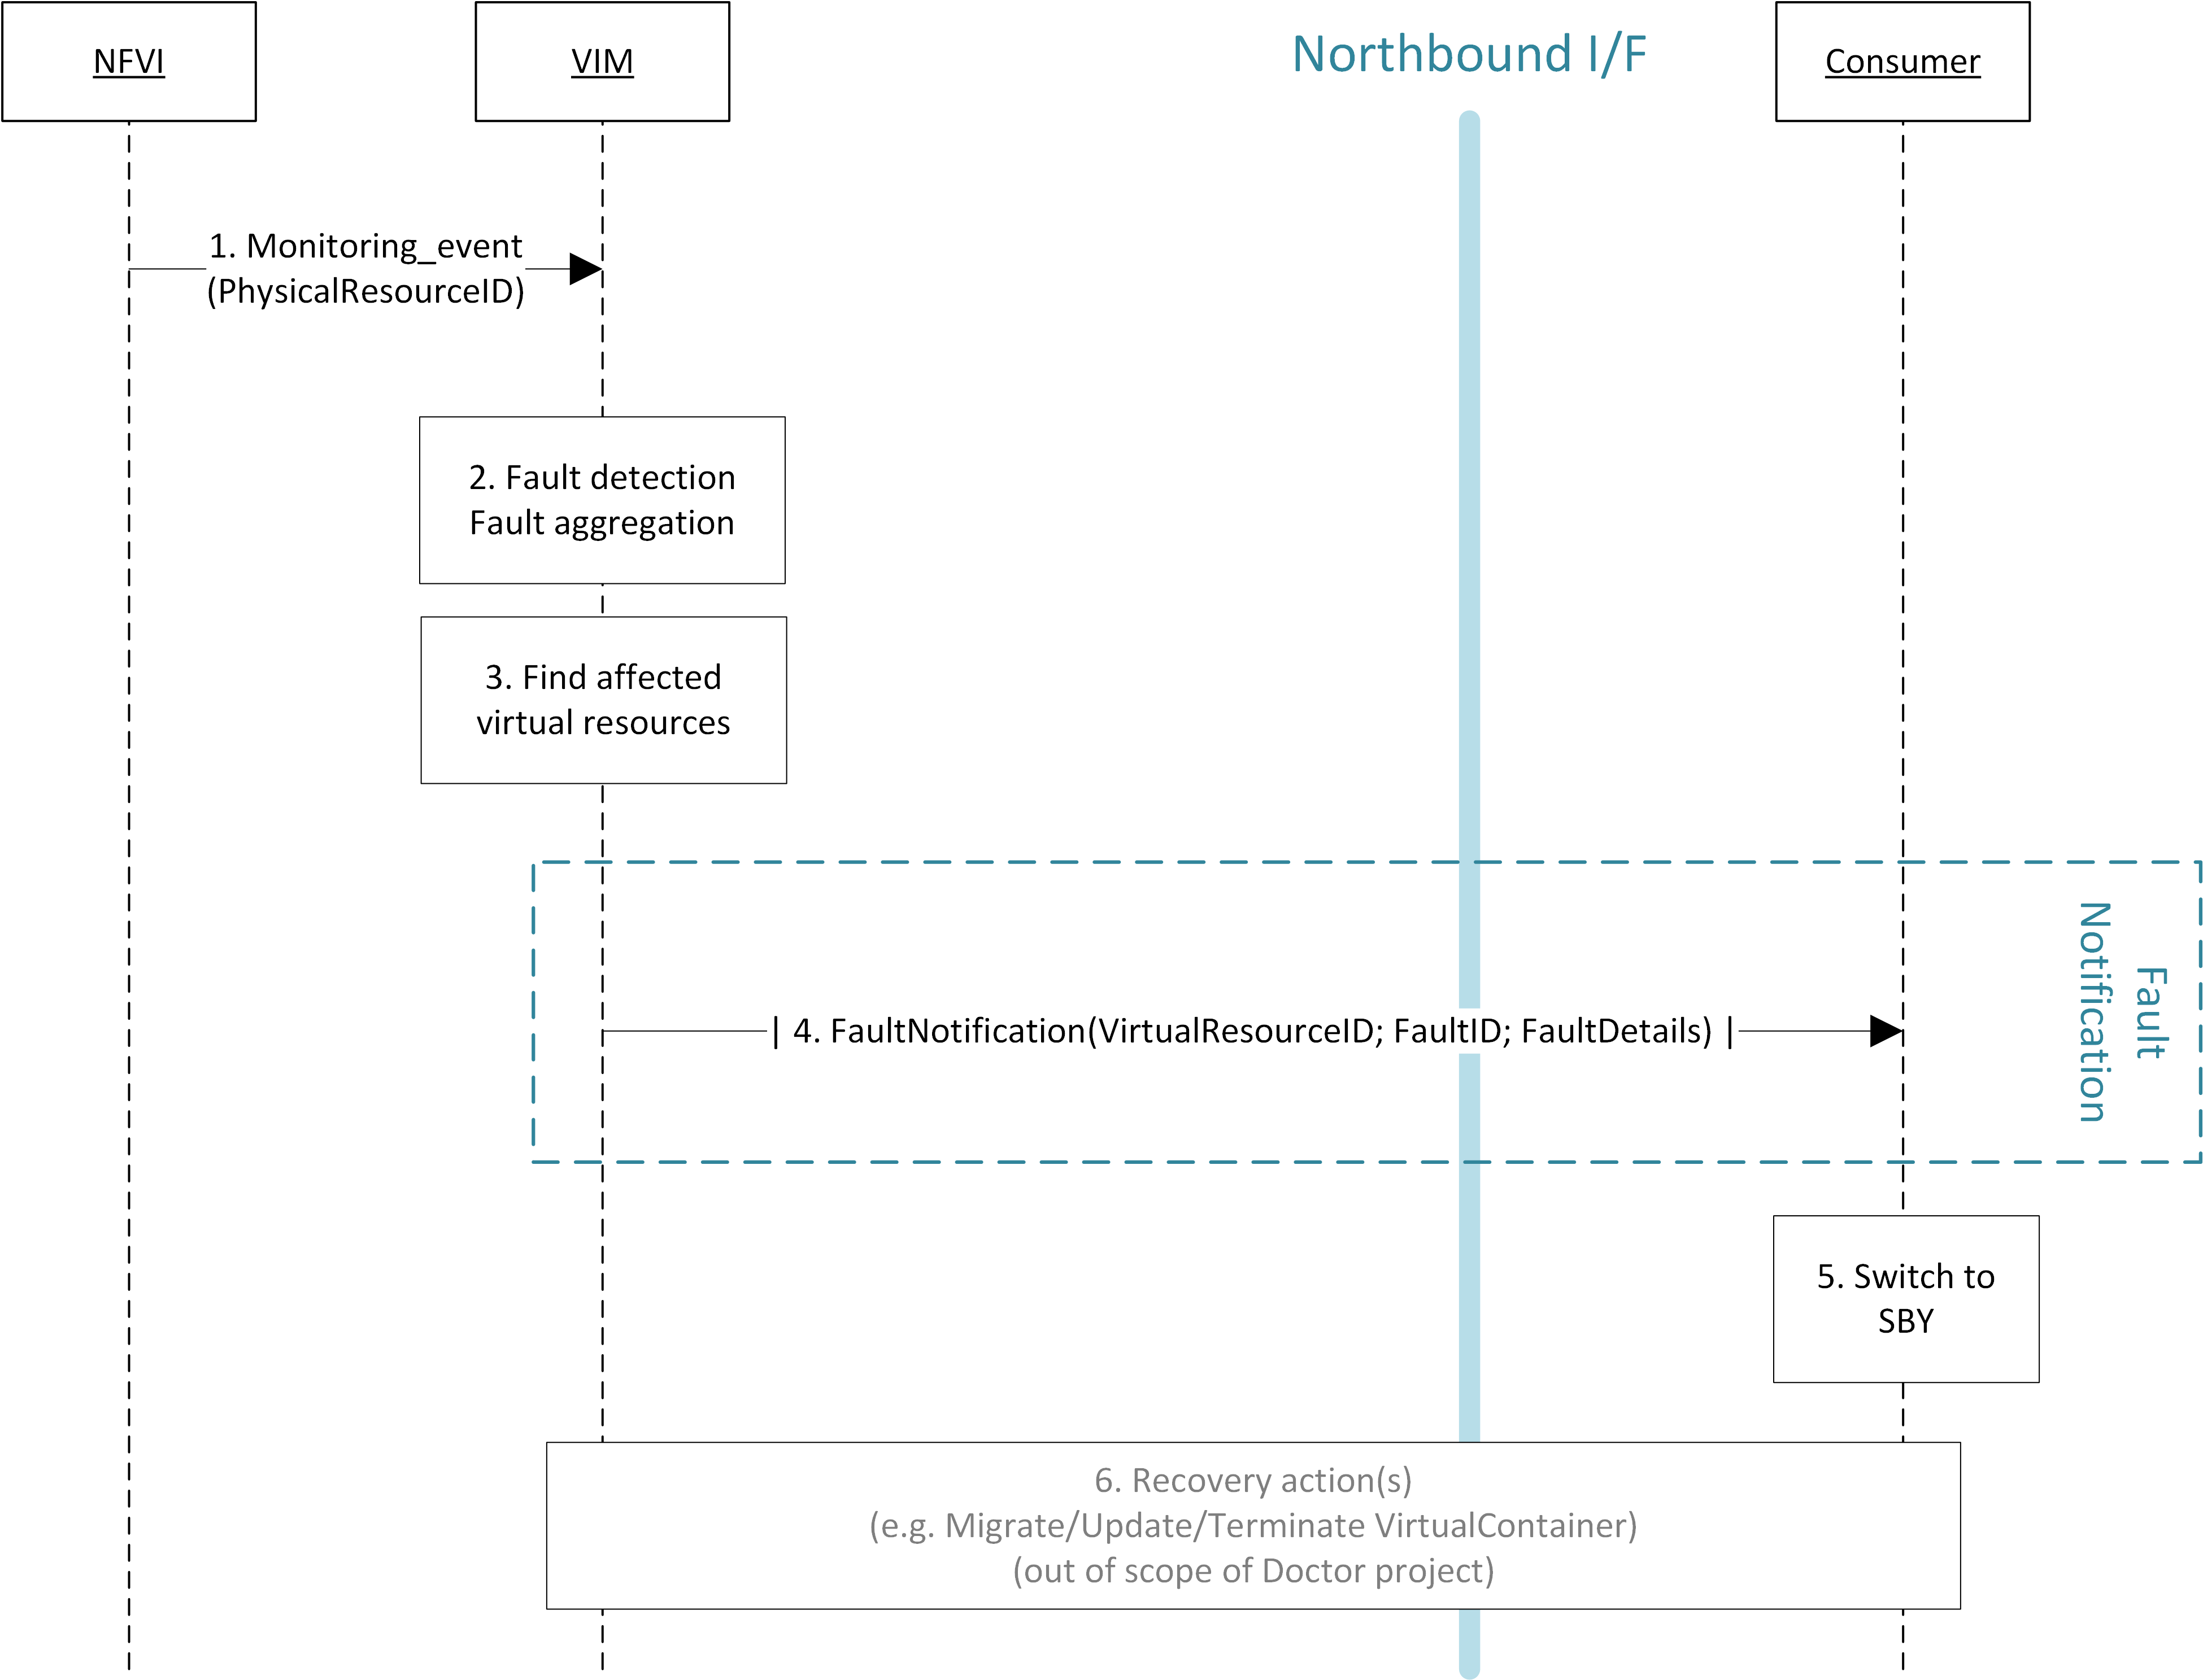 NFVI
VIM
Northbound I/F
Consumer
1. Monitoring_event
(PhysicalResourceID)
2. Fault detection
Fault aggregation
3. Find affected
virtual resources
Fault
Notification
| 4. FaultNotification(VirtualResourceID; FaultID; FaultDetails) |
5. Switch to
SBY
6. Recovery action(s)
(e.g. Migrate/Update/Terminate VirtualContainer)
(out of scope of Doctor project)